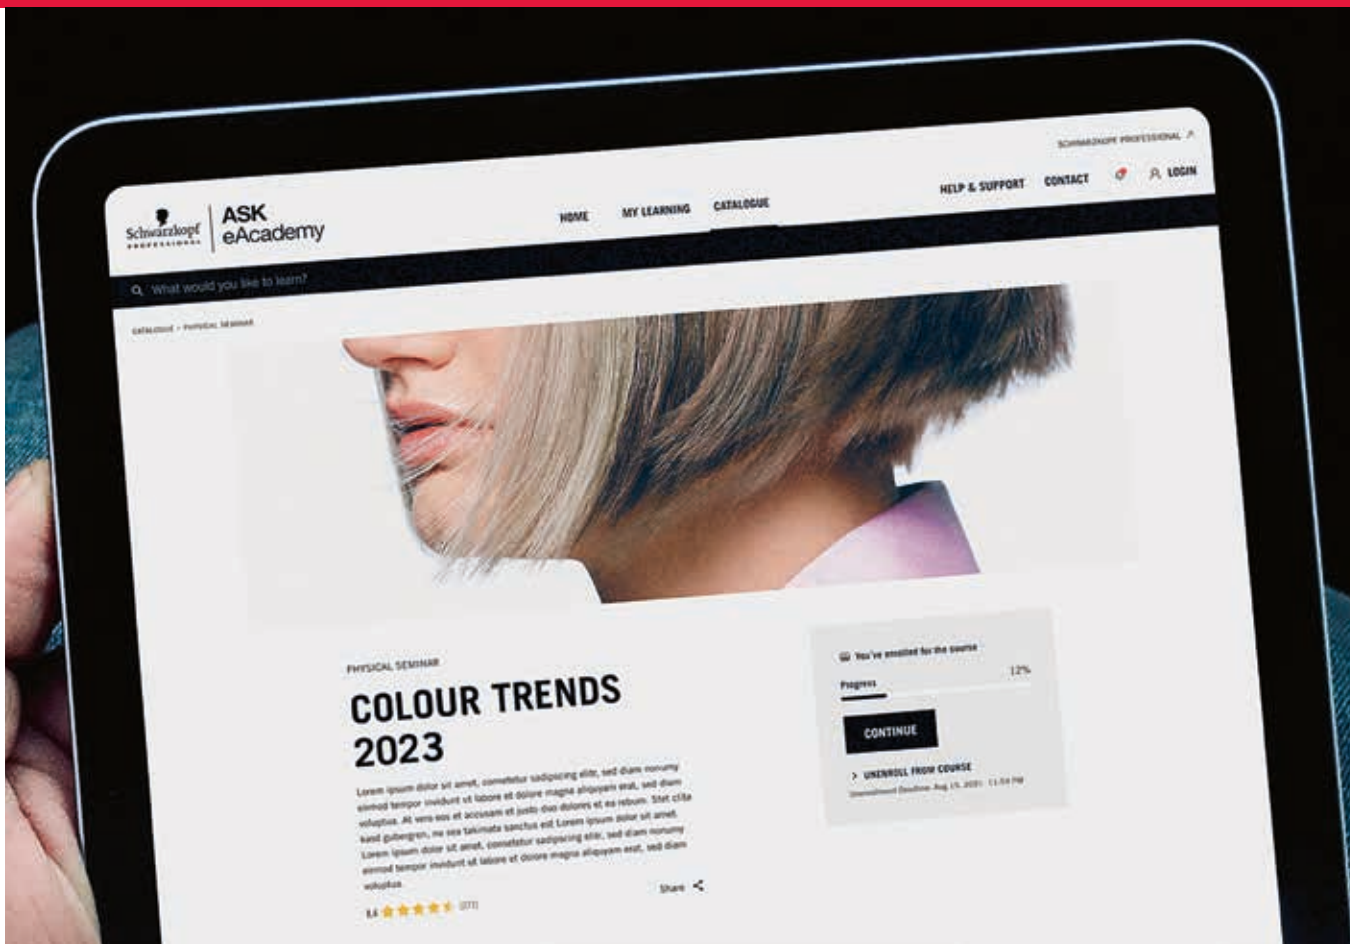 SCHWARZKOPF PROFESSIONAL
Schwarzkopf
PROFESSIONAL
ASK
eAcademy
HOME MY LEARNING CATALOGUE
HELP & SUPPORT CONTACT LOGIN
What would you like to learn?
CATALOGUE PHYSICAL SEMINAR
PHYSICAL SEMINAR
COLOUR TRENDS
2023
Lorem ipsum dolor sit amet, consetetur sadipscing elitr, sed diam nonumy
eirmod tempor invidunt ut labore et dolore magna aliquyam erat, sed diam
voluptua. At vero eos et accusam et justo duo dolores et ea rebum. Stet clita
kasd gubergren, no sea takimata sanctus est Lorem ipsum dolor sit amet.
Lorem ipsum dolor sit amet, consetetur sadipscing elitr, sed diam nonumy
eirmod tempor invidunt ut labore et dolore magna aliquyam erat, sed diam
voluptua.
Share
You've enrolled for the course
Progress 12%
CONTINUE
> UNENROLL FROM COURSE
Deadline: Aug